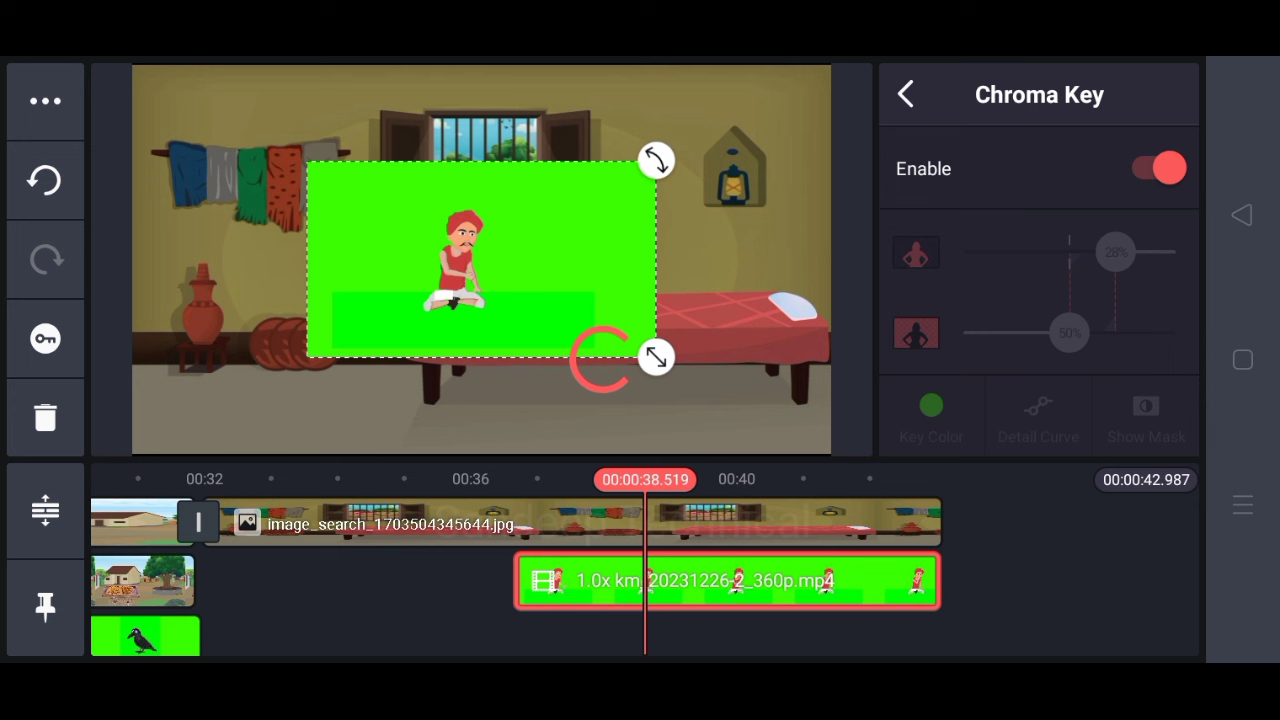 Chroma Key
Enable
28%
50%
Key Color
Detail Curve
Show Mask
00:32
00:36
00:00:38.519
00:40
00:00:42.987
image_search_1703504345644.jpg
1.0x km_20231226-2_360p.mp4